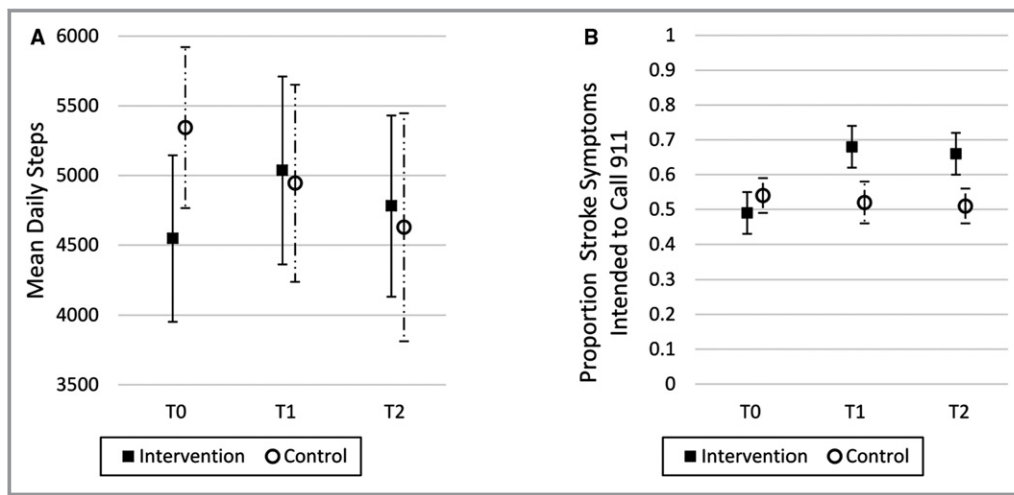 A
6000
5500
5000
4500
4000
3500
Mean Daily Steps
T0 T1 T2
Intervention Control
B
1
0.9
0.8
0.7
0.6
0.5
0.4
0.3
0.2
0.1
0
Proportion Stroke Symptoms
Intended to Call 911
T0 T1 T2
Intervention Control